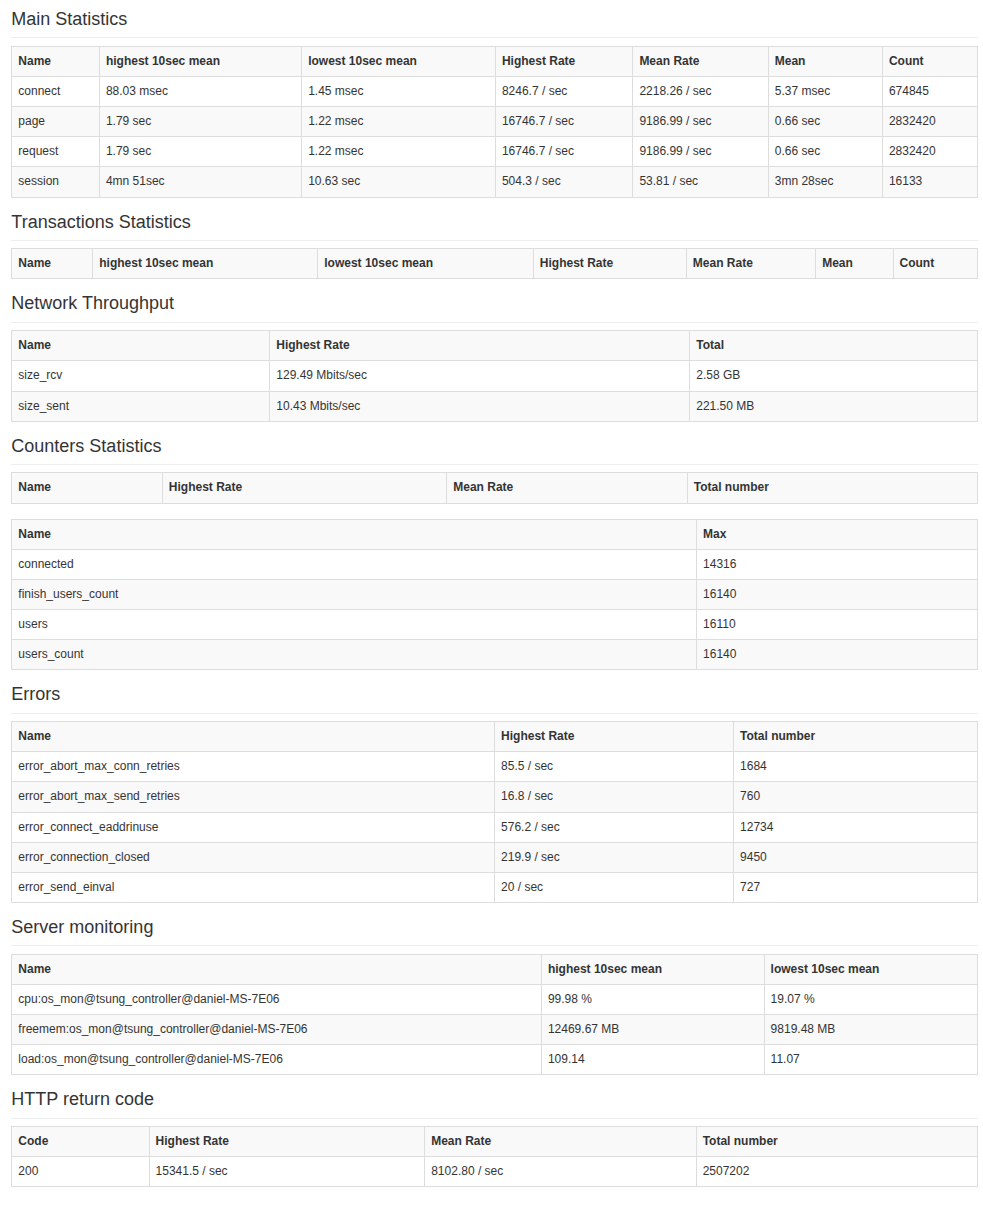 Main Statistics
Name highest 10sec mean lowest 10sec mean Highest Rate Mean Rate Mean Count
connect 88.03 msec 1.45 msec 8246.7 / sec 2218.26 / sec 5.37 msec 674845
page 1.79 sec 1.22 msec 16746.7 / sec 9186.99 / sec 0.66 sec 2832420
request 1.79 sec 1.22 msec 16746.7 / sec 9186.99 / sec 0.66 sec 2832420
session 4mn 51sec 10.63 sec 504.3 / sec 53.81 / sec 3mn 28sec 16133
Transactions Statistics
Name highest 10sec mean lowest 10sec mean Highest Rate Mean Rate Mean Count
Network Throughput
Name Highest Rate Total
size_rcv 129.49 Mbits/sec 2.58 GB
size_sent 10.43 Mbits/sec 221.50 MB
Counters Statistics
Name Highest Rate Mean Rate Total number
Name Max
connected 14316
finish_users_count 16140
users 16110
users_count 16140
Errors
Name Highest Rate Total number
error_abort_max_conn_retries 85.5 / sec 1684
error_abort_max_send_retries 16.8 / sec 760
error_connect_eaddrinuse 576.2 / sec 12734
error_connection_closed 219.9 / sec 9450
error_send_einval 20 / sec 727
Server monitoring
Name highest 10sec mean lowest 10sec mean
cpu:os_mon@tsung_controller@daniel-MS-7E06 99.98 % 19.07 %
freemem:os_mon@tsung_controller@daniel-MS-7E06 12469.67 MB 9819.48 MB
load:os_mon@tsung_controller@daniel-MS-7E06 109.14 11.07
HTTP return code
Code Highest Rate Mean Rate Total number
200 15341.5 / sec 8102.80 / sec 2507202